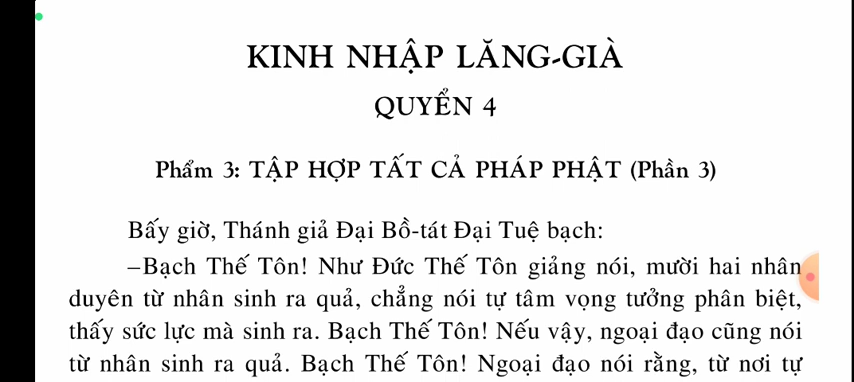 KINH NHẬP LĂNG-GIÀ
QUYỂN 4
Phẩm 3: TẬP HỢP TẤT CẢ PHÁP PHẬT (Phần 3)
Bấy giờ, Thánh giả Đại Bồ-tát Đại Tuệ bạch:
–Bạch Thế Tôn! Như Đức Thế Tôn giảng nói, mười hai nhân
duyên từ nhân sinh ra quả, chẳng nói tự tâm vọng tưởng phân biệt,
thấy sức lực mà sinh ra. Bạch Thế Tôn! Nếu vậy, ngoại đạo cũng nói
từ nhân sinh ra quả. Bạch Thế Tôn! Ngoại đạo nói rằng, từ nơi tự